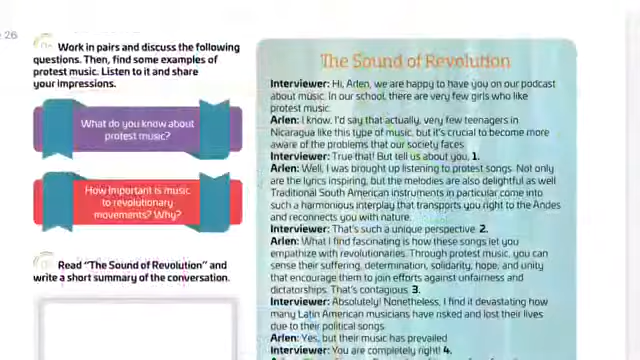 26
Work in pairs and discuss the following
questions. Then, find some examples of
protest music. Listen to it and share
your impressions.
What do you know about
protest music?
How important is music
to revolutionary
movements? Why?
Read "The Sound of Revolution" and
write a short summary of the conversation.
The Sound of Revolution
Interviewer: Hi, Arlen, we are happy to have you on our podcast
about music. In our school, there are very few girls who like
protest music.
Arlen: I know. I'd say that actually, very few teenagers in
Nicaragua like this type of music, but it's crucial to become more
aware of the problems that our society faces.
Interviewer: True that! But tell us about you, 1.
Arlen: Well, I was brought up listening to protest songs. Not only
are the lyrics inspiring, but the melodies are also delightful as well
Traditional South American instruments in particular come into
such a harmonious interplay that transports you right to the Andes
and reconnects you with nature.
Interviewer: That's such a unique perspective. 2.
Arlen: What I find fascinating is how these songs let you
empathize with revolutionaries. Through protest music, you can
sense their suffering, determination, solidarity, hope, and unity
that encourage them to join efforts against unfairness and
dictatorships. That's contagious. 3.
Interviewer: Absolutely! Nonetheless, I find it devastating how
many Latin American musicians have risked and lost their lives
due to their political songs.
Arlen: Yes, but their music has prevailed
Interviewer: You are completely right! 4.